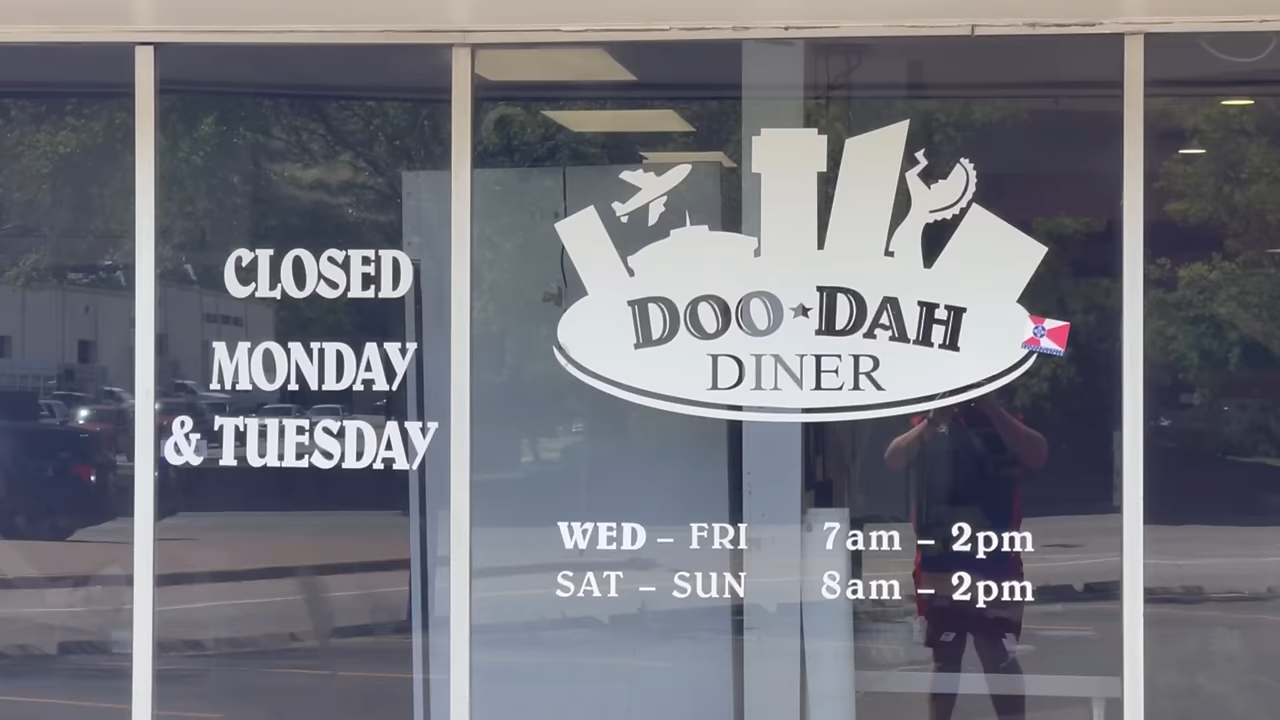 CLOSED
MONDAY
& TUESDAY
DOO★DAH
DINER
WED – FRI 7am – 2pm
SAT – SUN 8am – 2pm